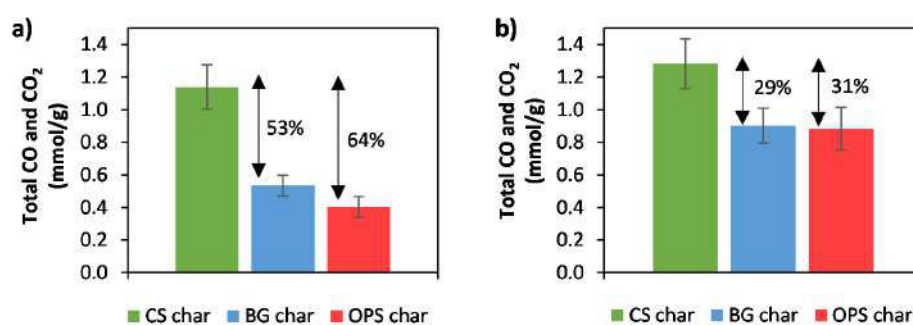 a)
Total CO and CO₂
(mmol/g)
1.4
1.2
1.0
0.8
0.6
0.4
0.2
0.0
53%
64%
CS char BG char OPS char
b)
Total CO and CO₂
(mmol/g)
1.4
1.2
1.0
0.8
0.6
0.4
0.2
0.0
29%
31%
CS char BG char OPS char